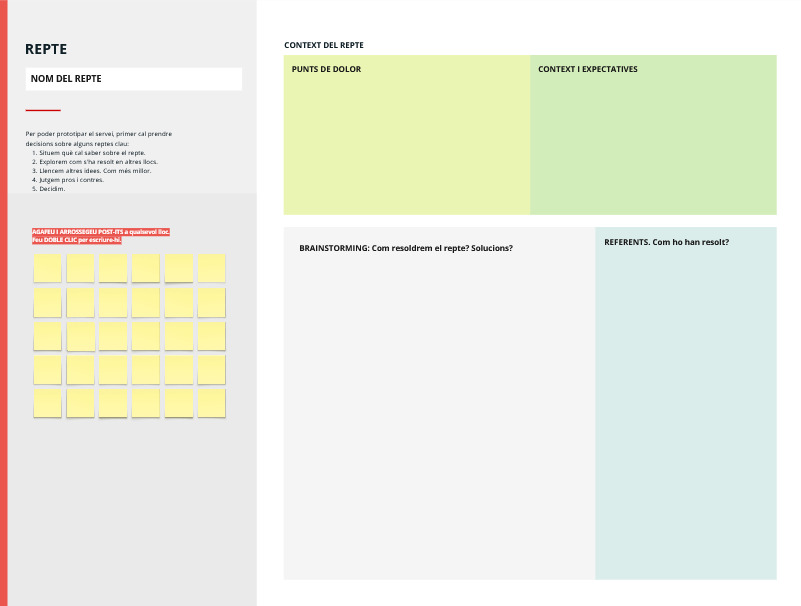 REPTE
NOM DEL REPTE
Per poder prototipar el servei, primer cal prendre
decisions sobre alguns reptes clau:
1. Situem què cal saber sobre el repte.
2. Explorem com s'ha resolt en altres llocs.
3. Llencem altres idees. Com més millor.
4. Jutgem pros i contres.
5. Decidim.
AGAFEU I ARROSSEGEU POST-ITS a qualsevol lloc.
Feu DOBLE CLIC per escriure-hi.
CONTEXT DEL REPTE
PUNTS DE DOLOR
CONTEXT I EXPECTATIVES
BRAINSTORMING: Com resoldrem el repte? Solucions?
REFERENTS. Com ho han resolt?